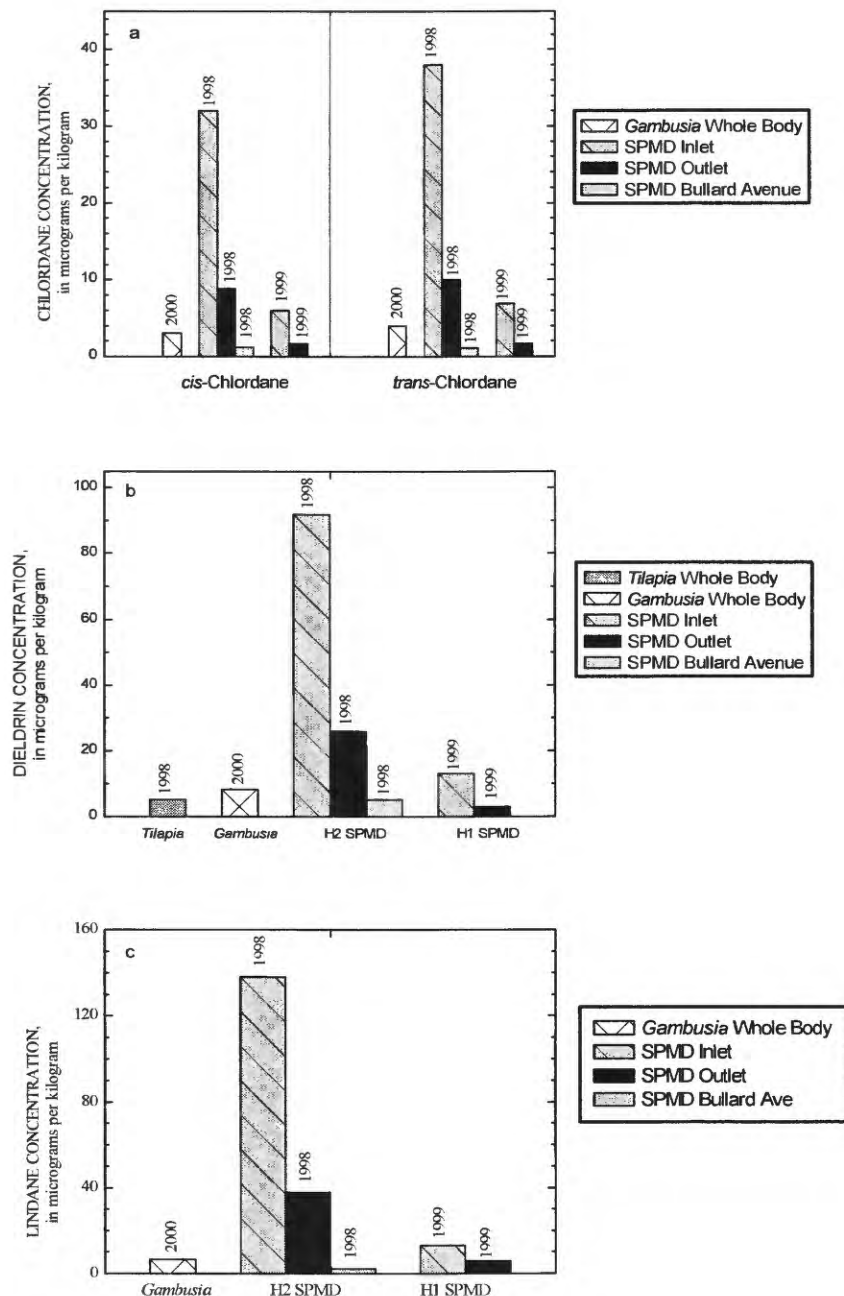 a
CHLORDANE CONCENTRATION,
in micrograms per kilogram
40
30
20
10
0
2000
1998
1998
1998
1999
1999
2000
1998
1998
1998
1999
1999
cis-Chlordane
trans-Chlordane
Gambusia Whole Body
SPMD Inlet
SPMD Outlet
SPMD Bullard Avenue
b
DIELDRIN CONCENTRATION,
in micrograms per kilogram
100
80
60
40
20
0
1998
2000
1998
1998
1998
1999
1999
Tilapia
Gambusia
H2 SPMD
H1 SPMD
Tilapia Whole Body
Gambusia Whole Body
SPMD Inlet
SPMD Outlet
SPMD Bullard Avenue
c
LINDANE CONCENTRATION,
in micrograms per kilogram
160
120
80
40
0
2000
1998
1998
1998
1999
1999
Gambusia
H2 SPMD
H1 SPMD
Gambusia Whole Body
SPMD Inlet
SPMD Outlet
SPMD Bullard Ave